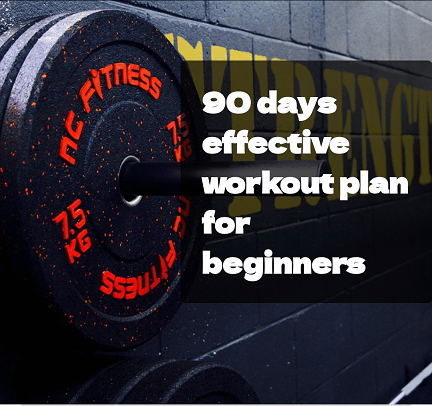 NC FITNESS
7.5
KG
7.5
KG
NC FITNESS
90 days
effective
workout plan
for
beginners